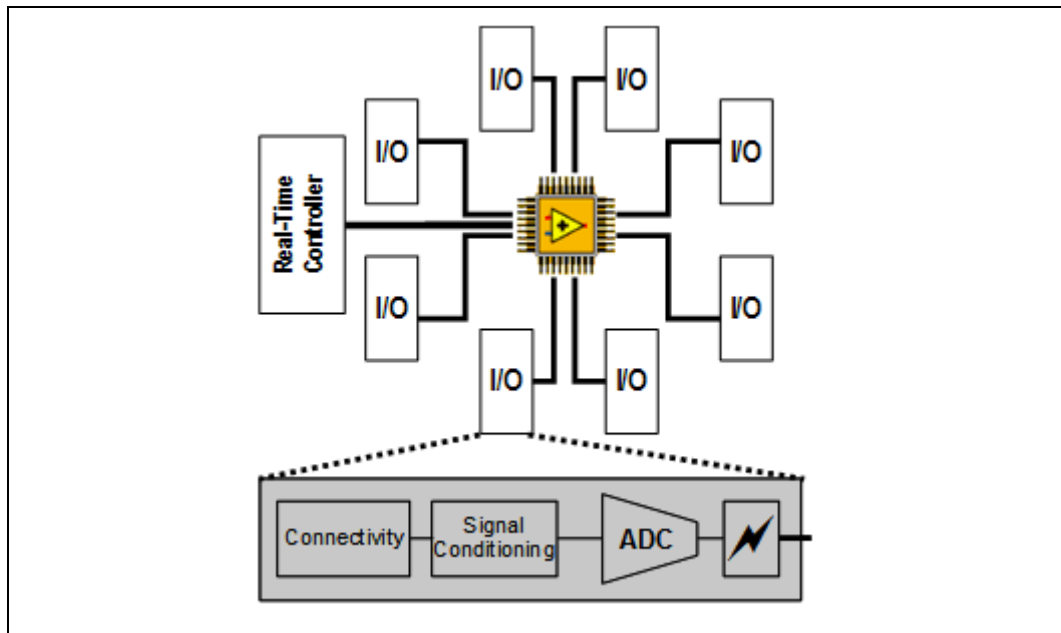 I/O
I/O
I/O
I/O
Real-Time
Controller
I/O
I/O
I/O
I/O
Connectivity
Signal
Conditioning
ADC